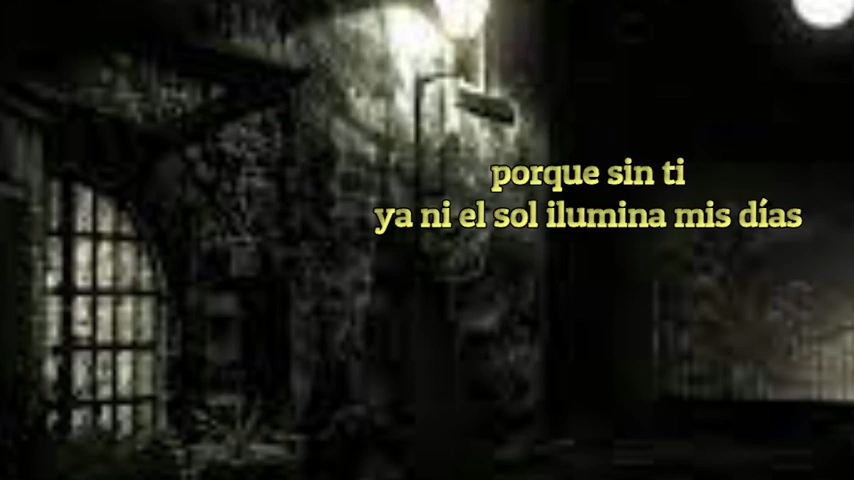 porque sin ti
ya ni el sol ilumina mis días